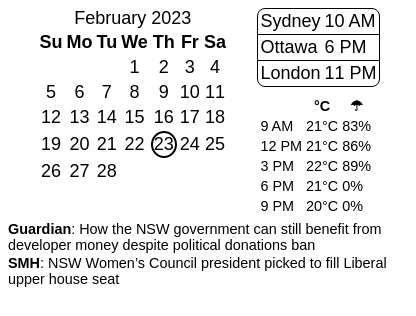 February 2023
Su Mo Tu We Th Fr Sa
1 2 3 4
5 6 7 8 9 10 11
12 13 14 15 16 17 18
19 20 21 22 23 24 25
26 27 28
Sydney 10 AM
Ottawa 6 PM
London 11 PM
°C ☂
9 AM 21°C 83%
12 PM 21°C 86%
3 PM 22°C 89%
6 PM 21°C 0%
9 PM 20°C 0%
Guardian: How the NSW government can still benefit from
developer money despite political donations ban
SMH: NSW Women’s Council president picked to fill Liberal
upper house seat